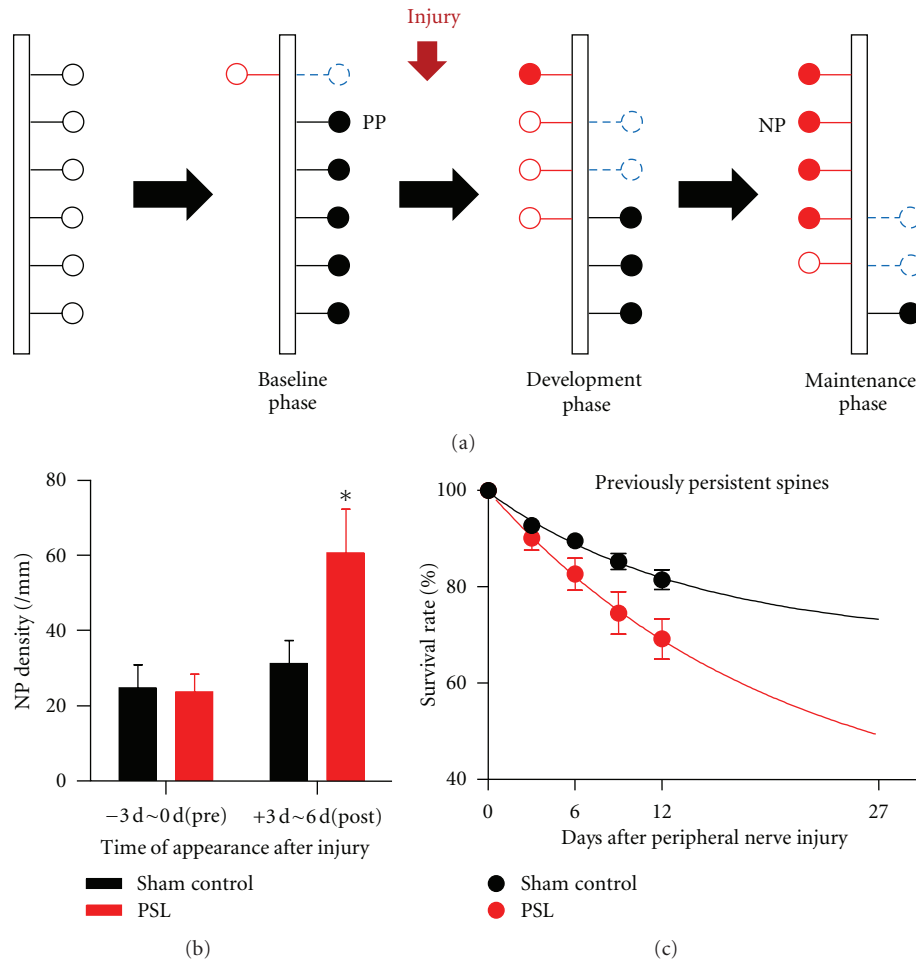 Injury
PP
NP
Baseline
phase
Development
phase
Maintenance
phase
(a)
80
60
40
20
0
NP density (/mm)
*
−3 d~0 d(pre)
+3 d~6 d(post)
Time of appearance after injury
Sham control
PSL
(b)
Previously persistent spines
100
80
60
40
Survival rate (%)
0
6
12
27
Days after peripheral nerve injury
Sham control
PSL
(c)